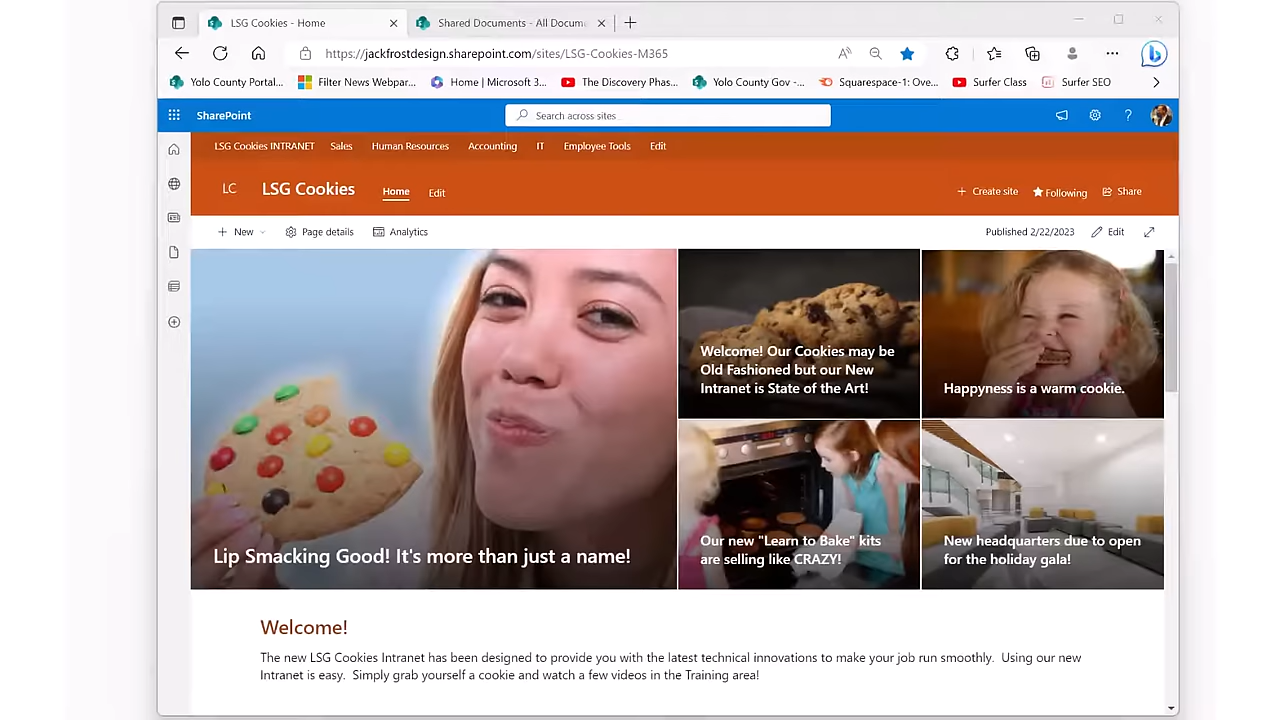 LSG Cookies - Home
Shared Documents - All Docum
https://jackfrostdesign.sharepoint.com/sites/LSG-Cookies-M365
Yolo County Portal...
Filter News Webpar...
Home | Microsoft 3...
The Discovery Phas...
Yolo County Gov -...
Squarespace-1: Ove...
Surfer Class
Surfer SEO
SharePoint
Search across sites
LSG Cookies INTRANET
Sales
Human Resources
Accounting
IT
Employee Tools
Edit
LC
LSG Cookies
Home
Edit
Create site
Following
Share
New
Page details
Analytics
Published 2/22/2023
Edit
Lip Smacking Good! It's more than just a name!
Welcome! Our Cookies may be
Old Fashioned but our New
Intranet is State of the Art!
Happyness is a warm cookie.
Our new "Learn to Bake" kits
are selling like CRAZY!
New headquarters due to open
for the holiday gala!
Welcome!
The new LSG Cookies Intranet has been designed to provide you with the latest technical innovations to make your job run smoothly. Using our new
Intranet is easy. Simply grab yourself a cookie and watch a few videos in the Training area!